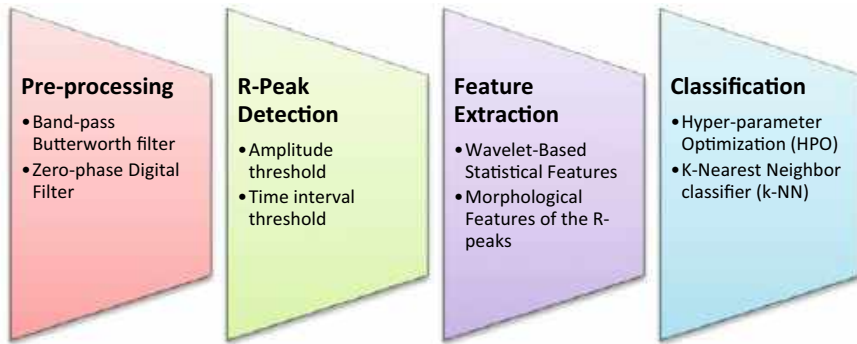 Pre-processing
•Band-pass
Butterworth filter
•Zero-phase Digital
Filter
R-Peak
Detection
•Amplitude
threshold
•Time interval
threshold
Feature
Extraction
•Wavelet-Based
Statistical Features
•Morphological
Features of the R-
peaks
Classification
•Hyper-parameter
Optimization (HPO)
•K-Nearest Neighbor
classifier (k-NN)